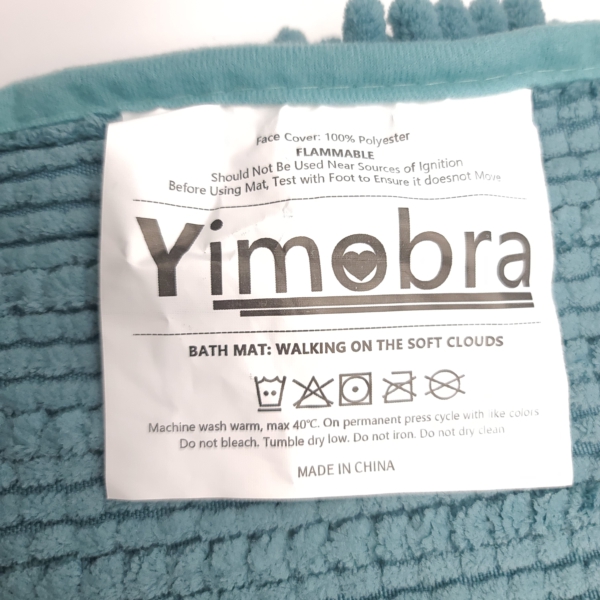 Face Cover: 100% Polyester
FLAMMABLE
Should Not Be Used Near Sources of Ignition
Before Using Mat, Test with Foot to Ensure it doesnot Move
Yimobra
BATH MAT: WALKING ON THE SOFT CLOUDS
Machine wash warm, max 40°C. On permanent press cycle with like colors
Do not bleach. Tumble dry low. Do not iron. Do not dry clean
MADE IN CHINA